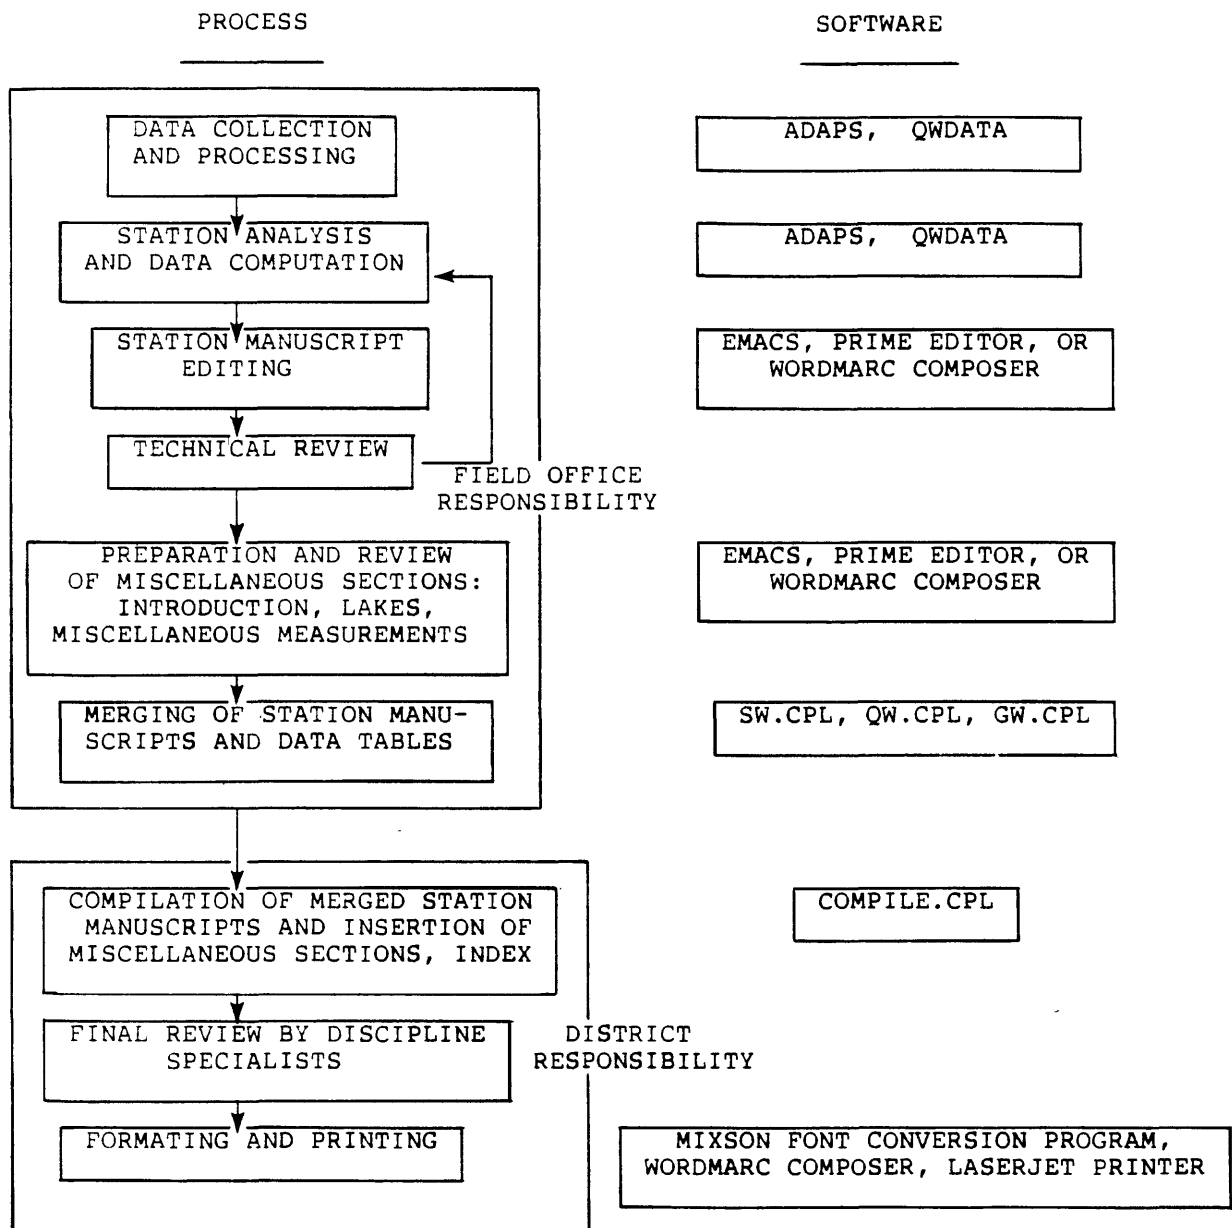 PROCESS
SOFTWARE
DATA COLLECTION
AND PROCESSING
ADAPS, QWDATA
STATION ANALYSIS
AND DATA COMPUTATION
ADAPS, QWDATA
STATION MANUSCRIPT
EDITING
EMACS, PRIME EDITOR, OR
WORDMARC COMPOSER
TECHNICAL REVIEW
FIELD OFFICE
RESPONSIBILITY
PREPARATION AND REVIEW
OF MISCELLANEOUS SECTIONS:
INTRODUCTION, LAKES,
MISCELLANEOUS MEASUREMENTS
EMACS, PRIME EDITOR, OR
WORDMARC COMPOSER
MERGING OF STATION MANU-
SCRIPTS AND DATA TABLES
SW.CPL, QW.CPL, GW.CPL
COMPILATION OF MERGED STATION
MANUSCRIPTS AND INSERTION OF
MISCELLANEOUS SECTIONS, INDEX
COMPILE.CPL
FINAL REVIEW BY DISCIPLINE
SPECIALISTS
DISTRICT
RESPONSIBILITY
FORMATING AND PRINTING
MIXSON FONT CONVERSION PROGRAM,
WORDMARC COMPOSER, LASERJET PRINTER